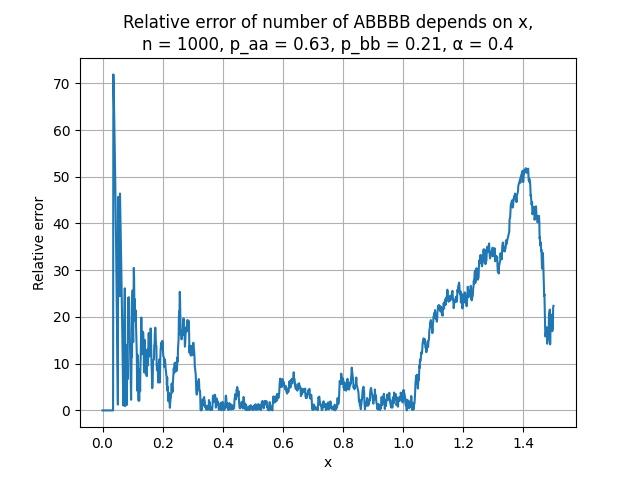 Relative error of number of ABBBB depends on x,
n = 1000, p_aa = 0.63, p_bb = 0.21, α = 0.4
Relative error
70
60
50
40
30
20
10
0
0.0 0.2 0.4 0.6 0.8 1.0 1.2 1.4
x